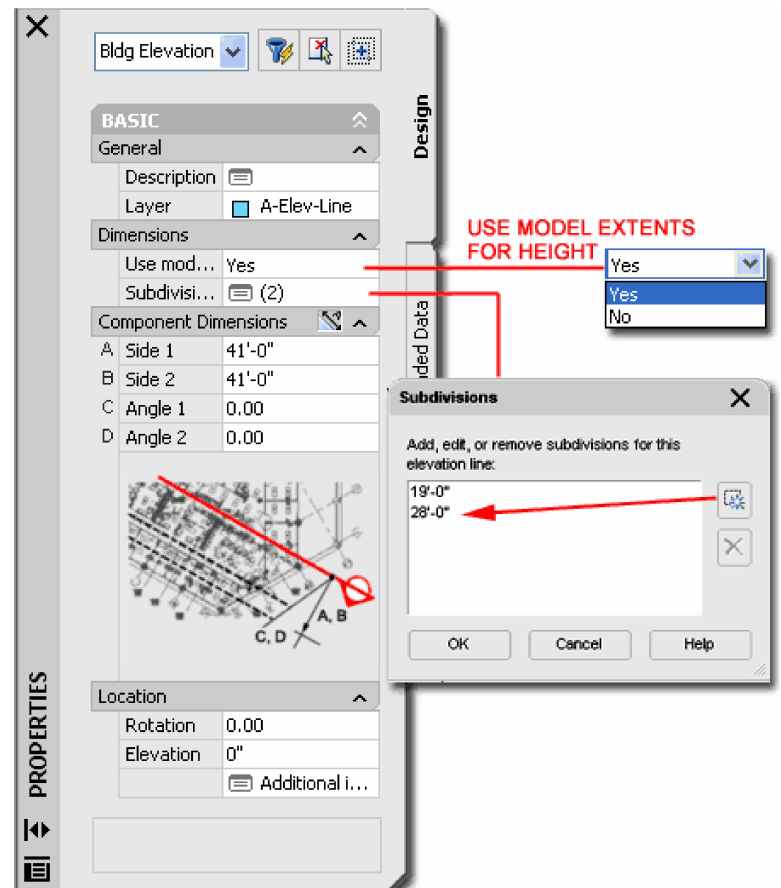 Bldg Elevation
Design
BASIC
General
Description
Layer A-Elev-Line
Dimensions
Use mod... Yes
Subdivisi... (2)
Component Dimensions
A Side 1 41'-0"
B Side 2 41'-0"
C Angle 1 0.00
D Angle 2 0.00
A, B
C, D
Location
Rotation 0.00
Elevation 0"
Additional i...
PROPERTIES
nded Data
USE MODEL EXTENTS
FOR HEIGHT
Yes
Yes
No
Subdivisions
Add, edit, or remove subdivisions for this
elevation line:
19'-0"
28'-0"
OK Cancel Help